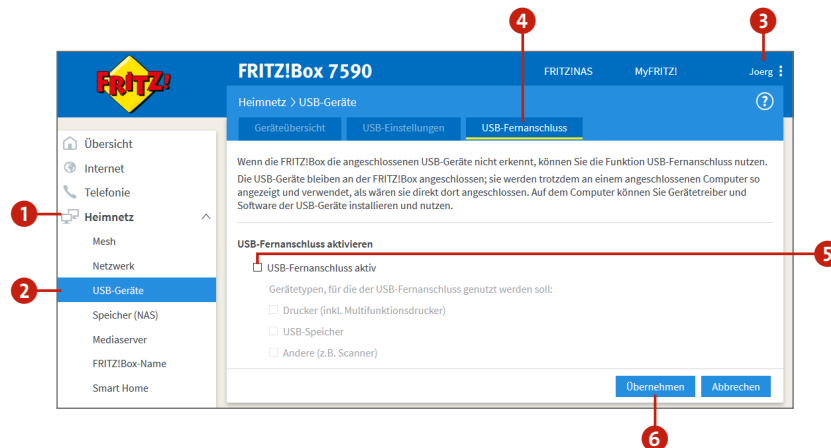 4
3
FRITZ!
FRITZ!Box 7590
FRITZ!NAS
MyFRITZ!
Joerg
Heimnetz > USB-Geräte
?
Geräteübersicht
USB-Einstellungen
USB-Fernanschluss
Übersicht
Internet
Telefonie
1
Heimnetz
Mesh
Netzwerk
2
USB-Geräte
Speicher (NAS)
Mediaserver
FRITZ!Box-Name
Smart Home
Wenn die FRITZ!Box die angeschlossenen USB-Geräte nicht erkennt, können Sie die Funktion USB-Fernanschluss nutzen.
Die USB-Geräte bleiben an der FRITZ!Box angeschlossen; sie werden trotzdem an einem angeschlossenen Computer so
angezeigt und verwendet, als wären sie direkt dort angeschlossen. Auf dem Computer können Sie Gerätetreiber und
Software der USB-Geräte installieren und nutzen.
USB-Fernanschluss aktivieren
5
USB-Fernanschluss aktiv
Gerätetypen, für die der USB-Fernanschluss genutzt werden soll:
Drucker (inkl. Multifunktionsdrucker)
USB-Speicher
Andere (z.B. Scanner)
Übernehmen
Abbrechen
6